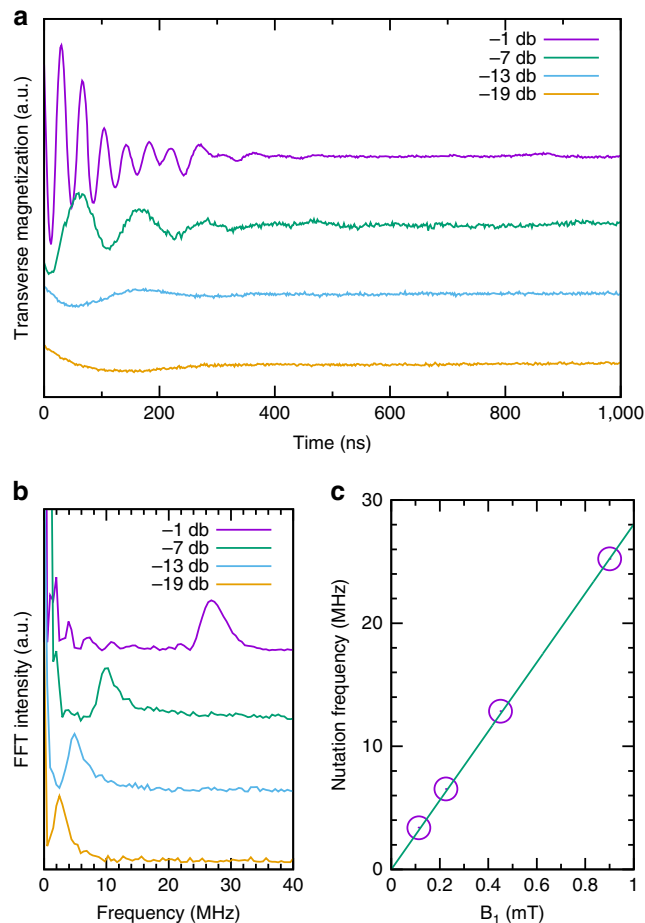 a
Transverse magnetization (a.u.)
–1 db
–7 db
–13 db
–19 db
0 200 400 600 800 1,000
Time (ns)
b
FFT intensity (a.u.)
–1 db
–7 db
–13 db
–19 db
0 10 20 30 40
Frequency (MHz)
c
Nutation frequency (MHz)
30
20
10
0
0 0.2 0.4 0.6 0.8 1
B₁ (mT)